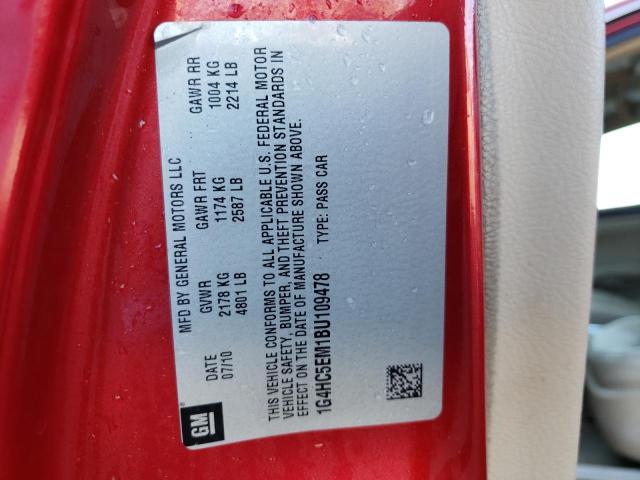 MFD BY GENERAL MOTORS LLC
DATE GVWR GAWR FRT GAWR RR
07/10 2178 KG 1174 KG 1004 KG
4801 LB 2587 LB 2214 LB
THIS VEHICLE CONFORMS TO ALL APPLICABLE U.S. FEDERAL MOTOR
VEHICLE SAFETY, BUMPER, AND THEFT PREVENTION STANDARDS IN
EFFECT ON THE DATE OF MANUFACTURE SHOWN ABOVE.
1G4HC5EM1BU109478 TYPE: PASS CAR
GM